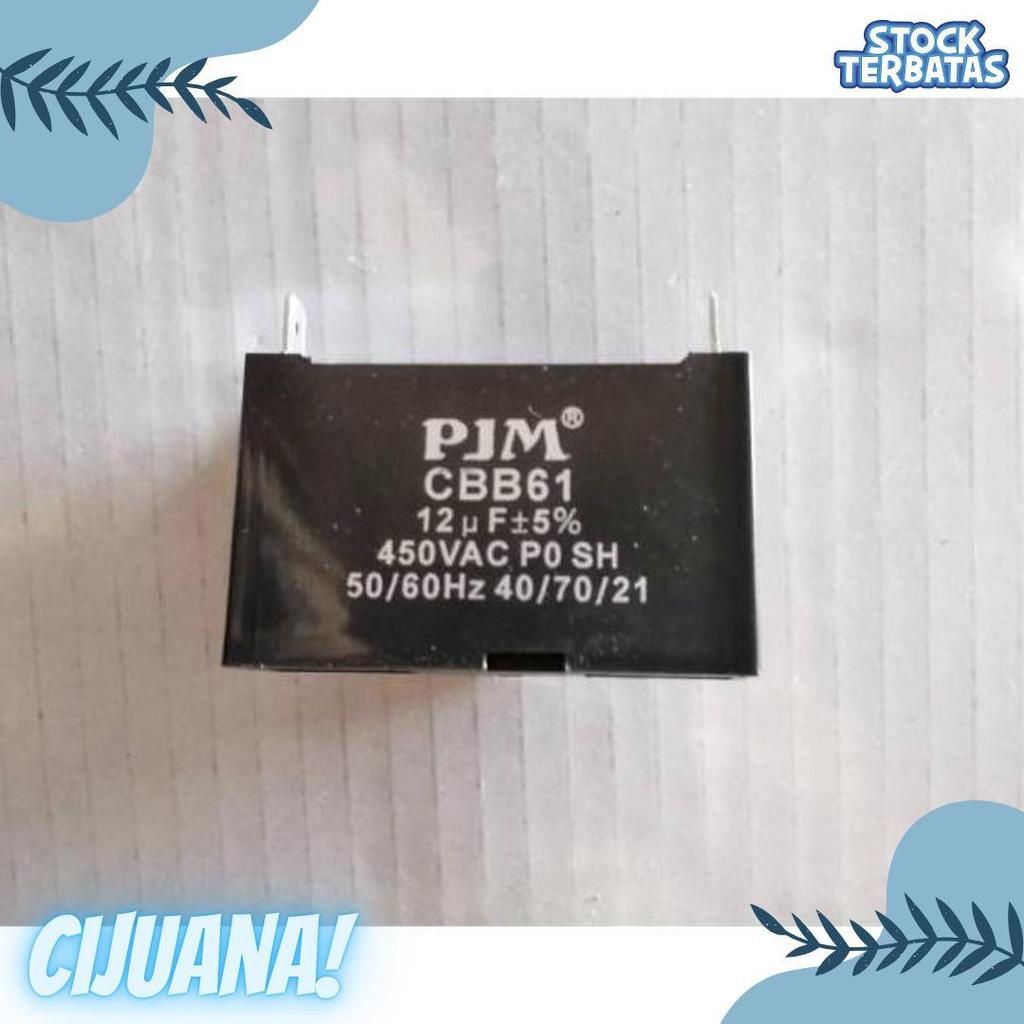 STOCK
TERBATAS
PJM®
CBB61
12μF±5%
450VAC P0 SH
50/60Hz 40/70/21
CIJUANA!